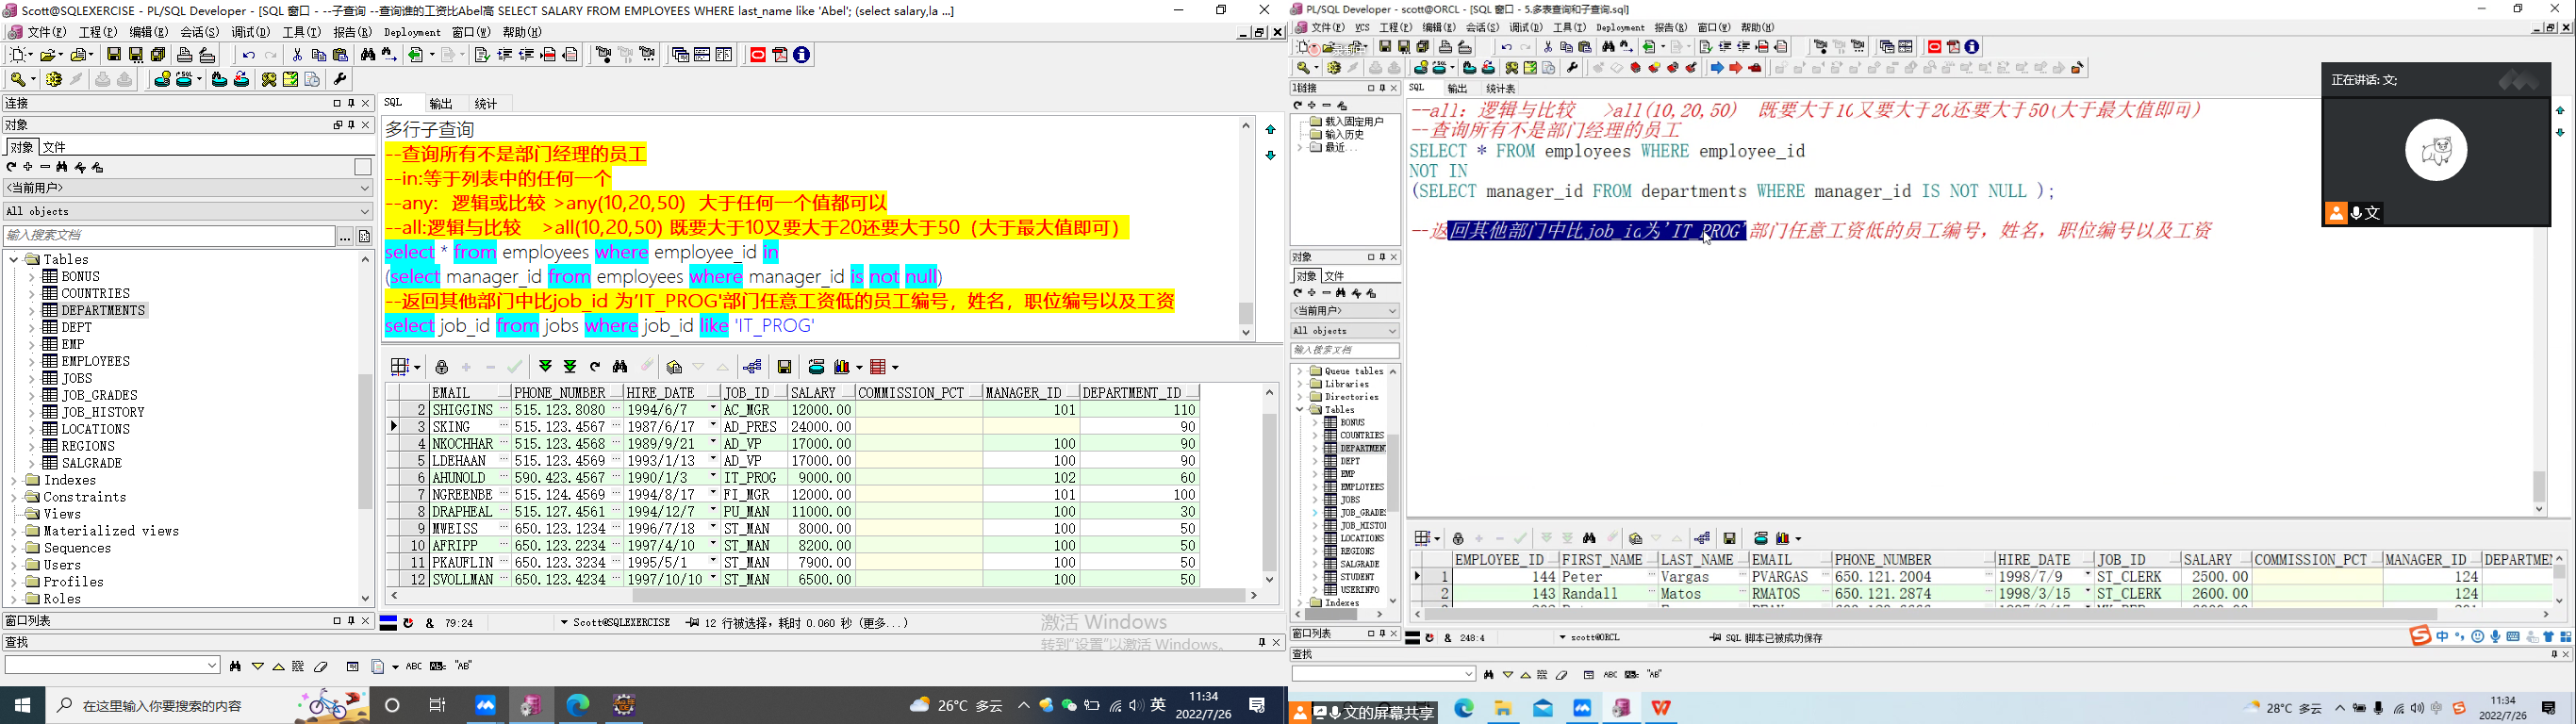 Scott@SQLEXERCISE - PL/SQL Developer - [SQL 窗口 - --子查询 --查询谁的工资比Abel高 SELECT SALARY FROM EMPLOYEES WHERE last_name like 'Abel'; (select salary,la ...]
文件(F) 工程(P) 编辑(E) 会话(S) 调试(D) 工具(T) 报告(R) Deployment 窗口(W) 帮助(H)
连接
对象
对象 文件
<当前用户>
All objects
输入搜索文档
Tables
BONUS
COUNTRIES
DEPARTMENTS
DEPT
EMP
EMPLOYEES
JOBS
JOB_GRADES
JOB_HISTORY
LOCATIONS
REGIONS
SALGRADE
Indexes
Constraints
Views
Materialized views
Sequences
Users
Profiles
Roles
窗口列表
查找
SQL 输出 统计
多行子查询
--查询所有不是部门经理的员工
--in:等于列表中的任何一个
--any: 逻辑或比较 >any(10,20,50) 大于任何一个值都可以
--all:逻辑与比较 >all(10,20,50) 既要大于10又要大于20还要大于50（大于最大值即可）
select * from employees where employee_id in
(select manager_id from employees where manager_id is not null)
--返回其他部门中比job_id 为'IT_PROG'部门任意工资低的员工编号，姓名，职位编号以及工资
select job_id from jobs where job_id like 'IT_PROG'
EMAIL PHONE_NUMBER HIRE_DATE JOB_ID SALARY COMMISSION_PCT MANAGER_ID DEPARTMENT_ID
2 SHIGGINS 515.123.8080 1994/6/7 AC_MGR 12000.00 101 110
3 SKING 515.123.4567 1987/6/17 AD_PRES 24000.00 90
4 NKOCHHAR 515.123.4568 1989/9/21 AD_VP 17000.00 100 90
5 LDEHAAN 515.123.4569 1993/1/13 AD_VP 17000.00 100 90
6 AHUNOLD 590.423.4567 1990/1/3 IT_PROG 9000.00 102 60
7 NGREENBE 515.124.4569 1994/8/17 FI_MGR 12000.00 101 100
8 DRAPHEAL 515.127.4561 1994/12/7 PU_MAN 11000.00 100 30
9 MWEISS 650.123.1234 1996/7/18 ST_MAN 8000.00 100 50
10 AFRIPP 650.123.2234 1997/4/10 ST_MAN 8200.00 100 50
11 PKAUFLIN 650.123.3234 1995/5/1 ST_MAN 7900.00 100 50
12 SVOLLMAN 650.123.4234 1997/10/10 ST_MAN 6500.00 100 50
& 79:24 Scott@SQLEXERCISE 12 行被选择，耗时 0.060 秒 (更多...)
激活 Windows
转到"设置"以激活 Windows。
ABC "AB"
在这里输入你要搜索的内容
26°C 多云 英 11:34
2022/7/26
PL/SQL Developer - scott@ORCL - [SQL 窗口 - 5.多表查询和子查询.sql]
文件(F) VCS 工程(P) 编辑(E) 会话(S) 调试(D) 工具(T) Deployment 报告(R) 窗口(W) 帮助(H)
链接
载入固定用户
输入历史
最近...
对象
对象 文件
<当前用户>
All objects
输入搜索文档
Queue tables
Libraries
Directories
Tables
BONUS
COUNTRIES
DEPARTMEN
DEPT
EMP
EMPLOYEES
JOBS
JOB_GRADE
JOB_HISTO
LOCATIONS
REGIONS
SALGRADE
STUDENT
USERINFO
Indexes
窗口列表
查找
SQL 输出 统计表
--all: 逻辑与比较 >all(10,20,50) 既要大于10又要大于20还要大于50(大于最大值即可)
--查询所有不是部门经理的员工
SELECT * FROM employees WHERE employee_id
NOT IN
(SELECT manager_id FROM departments WHERE manager_id IS NOT NULL );
--返回其他部门中比job_id为'IT_PROG'部门任意工资低的员工编号，姓名，职位编号以及工资
正在讲话: 文;
文
EMPLOYEE_ID FIRST_NAME LAST_NAME EMAIL PHONE_NUMBER HIRE_DATE JOB_ID SALARY COMMISSION_PCT MANAGER_ID DEPARTME
1 144 Peter Vargas PVARGAS 650.121.2004 1998/7/9 ST_CLERK 2500.00 124
2 143 Randall Matos RMATOS 650.121.2874 1998/3/15 ST_CLERK 2600.00 124
& 248:4 scott@ORCL SQL 脚本已被成功保存
中
ABC "AB"
文的屏幕共享
28°C 多云 中 11:34
2022/7/26